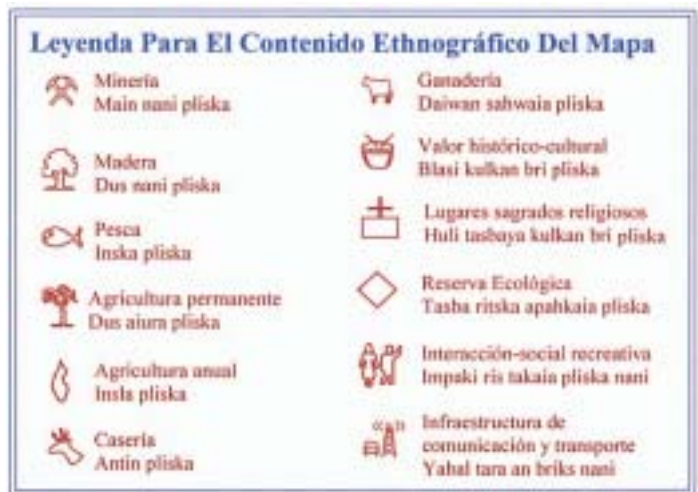 Leyenda Para El Contenido Ethnográfico Del Mapa
Minería
Main nani pliska
Madera
Dus nani pliska
Pesca
Inska pliska
Agricultura permanente
Dus aiura pliska
Agricultura anual
Insla pliska
Casería
Antin pliska
Ganadería
Daiwan sahwaia pliska
Valor histórico-cultural
Blasi kulkan bri pliska
Lugares sagrados religiosos
Huli tasbaya kulkan bri pliska
Reserva Ecológica
Tasba ritska apahkaia pliska
Interacción-social recreativa
Impaki ris takaia pliska nani
Infraestructura de
comunicación y transporte
Yabal tara an briks nani